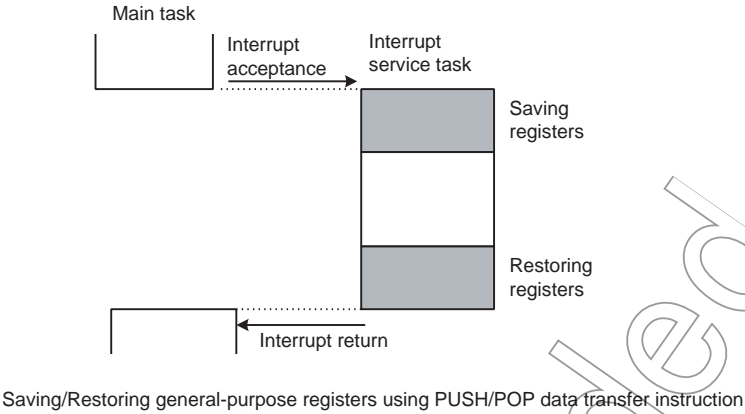 Main task
Interrupt
acceptance
Interrupt
service task
Saving
registers
Restoring
registers
Interrupt return
Saving/Restoring general-purpose registers using PUSH/POP data transfer instruction